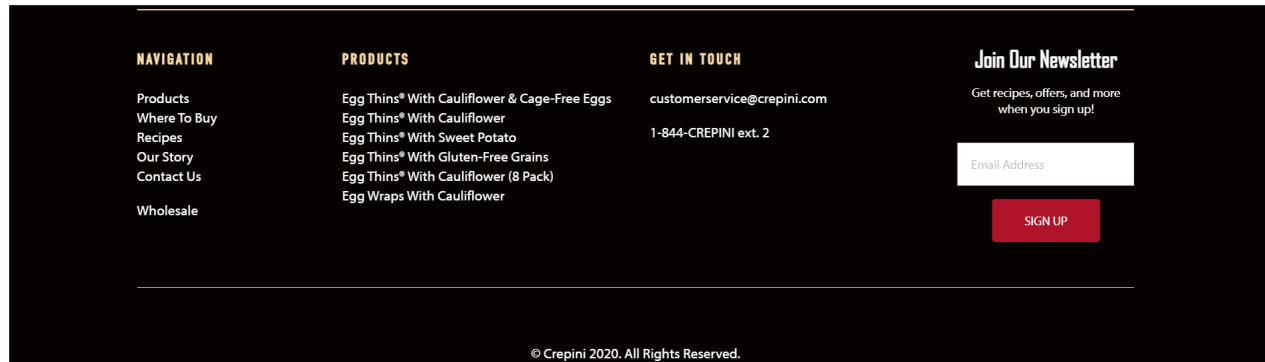 NAVIGATION
Products
Where To Buy
Recipes
Our Story
Contact Us
Wholesale
PRODUCTS
Egg Thins® With Cauliflower & Cage-Free Eggs
Egg Thins® With Cauliflower
Egg Thins® With Sweet Potato
Egg Thins® With Gluten-Free Grains
Egg Thins® With Cauliflower (8 Pack)
Egg Wraps With Cauliflower
GET IN TOUCH
customerservice@crepini.com
1-844-CREPINI ext. 2
Join Our Newsletter
Get recipes, offers, and more
when you sign up!
Email Address
SIGN UP
© Crepini 2020. All Rights Reserved.